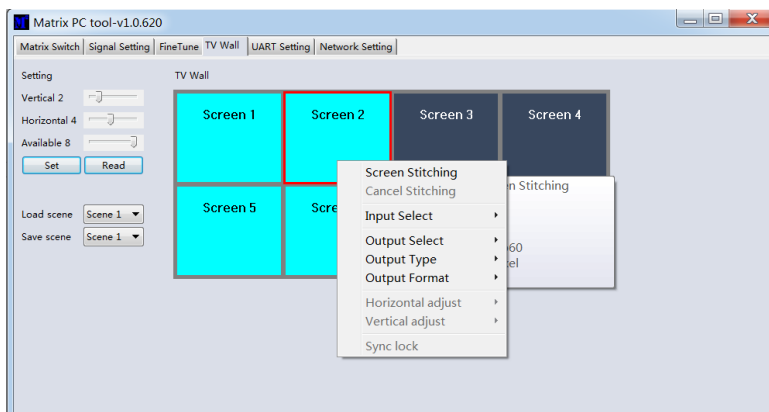 Matrix PC tool-v1.0.620
Matrix Switch Signal Setting FineTune TV Wall UART Setting Network Setting
Setting TV Wall
Vertical 2
Horizontal 4
Available 8
Set Read
Load scene Scene 1
Save scene Scene 1
Screen 1 Screen 2 Screen 3 Screen 4
Screen 5
Screen Stitching
Cancel Stitching
Input Select
Output Select
Output Type
Output Format
Horizontal adjust
Vertical adjust
Sync lock
Stitching